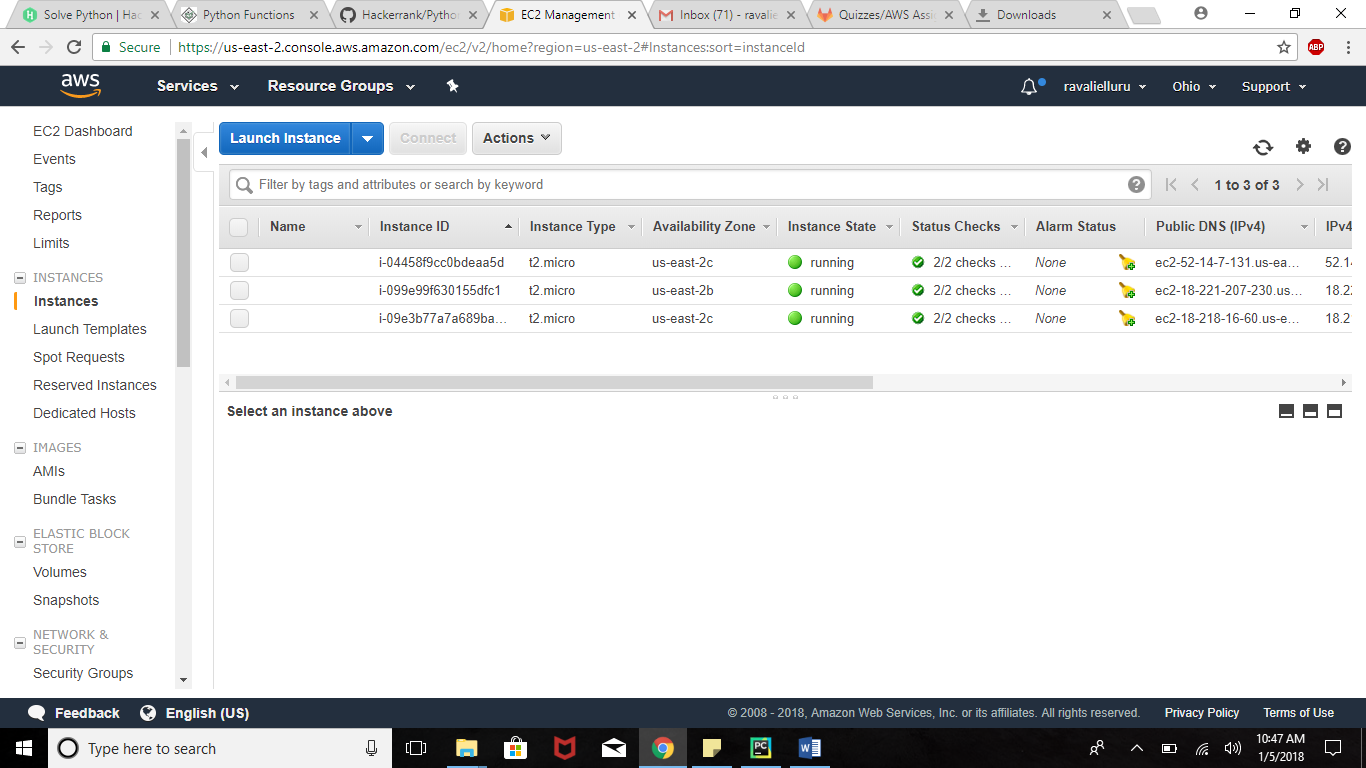 Solve Python | Hac
Python Functions
Hackerrank/Pytho
EC2 Management
Inbox (71) - ravalie
Quizzes/AWS Assi
Downloads
Secure
https://us-east-2.console.aws.amazon.com/ec2/v2/home?region=us-east-2#Instances:sort=instanceId
ABP
aws
Services
Resource Groups
ravalielluru
Ohio
Support
EC2 Dashboard
Events
Tags
Reports
Limits
INSTANCES
Instances
Launch Templates
Spot Requests
Reserved Instances
Dedicated Hosts
IMAGES
AMIs
Bundle Tasks
ELASTIC BLOCK
STORE
Volumes
Snapshots
NETWORK &
SECURITY
Security Groups
Launch Instance
Connect
Actions
Filter by tags and attributes or search by keyword
1 to 3 of 3
Name Instance ID Instance Type Availability Zone Instance State Status Checks Alarm Status Public DNS (IPv4) IPv4
i-04458f9cc0bdeaa5d t2.micro us-east-2c running 2/2 checks ... None ec2-52-14-7-131.us-ea... 52.14
i-099e99f630155dfc1 t2.micro us-east-2b running 2/2 checks ... None ec2-18-221-207-230.us... 18.22
i-09e3b77a7a689ba... t2.micro us-east-2c running 2/2 checks ... None ec2-18-218-16-60.us-e... 18.21
Select an instance above
Feedback
English (US)
© 2008 - 2018, Amazon Web Services, Inc. or its affiliates. All rights reserved.
Privacy Policy
Terms of Use
Type here to search
10:47 AM
1/5/2018